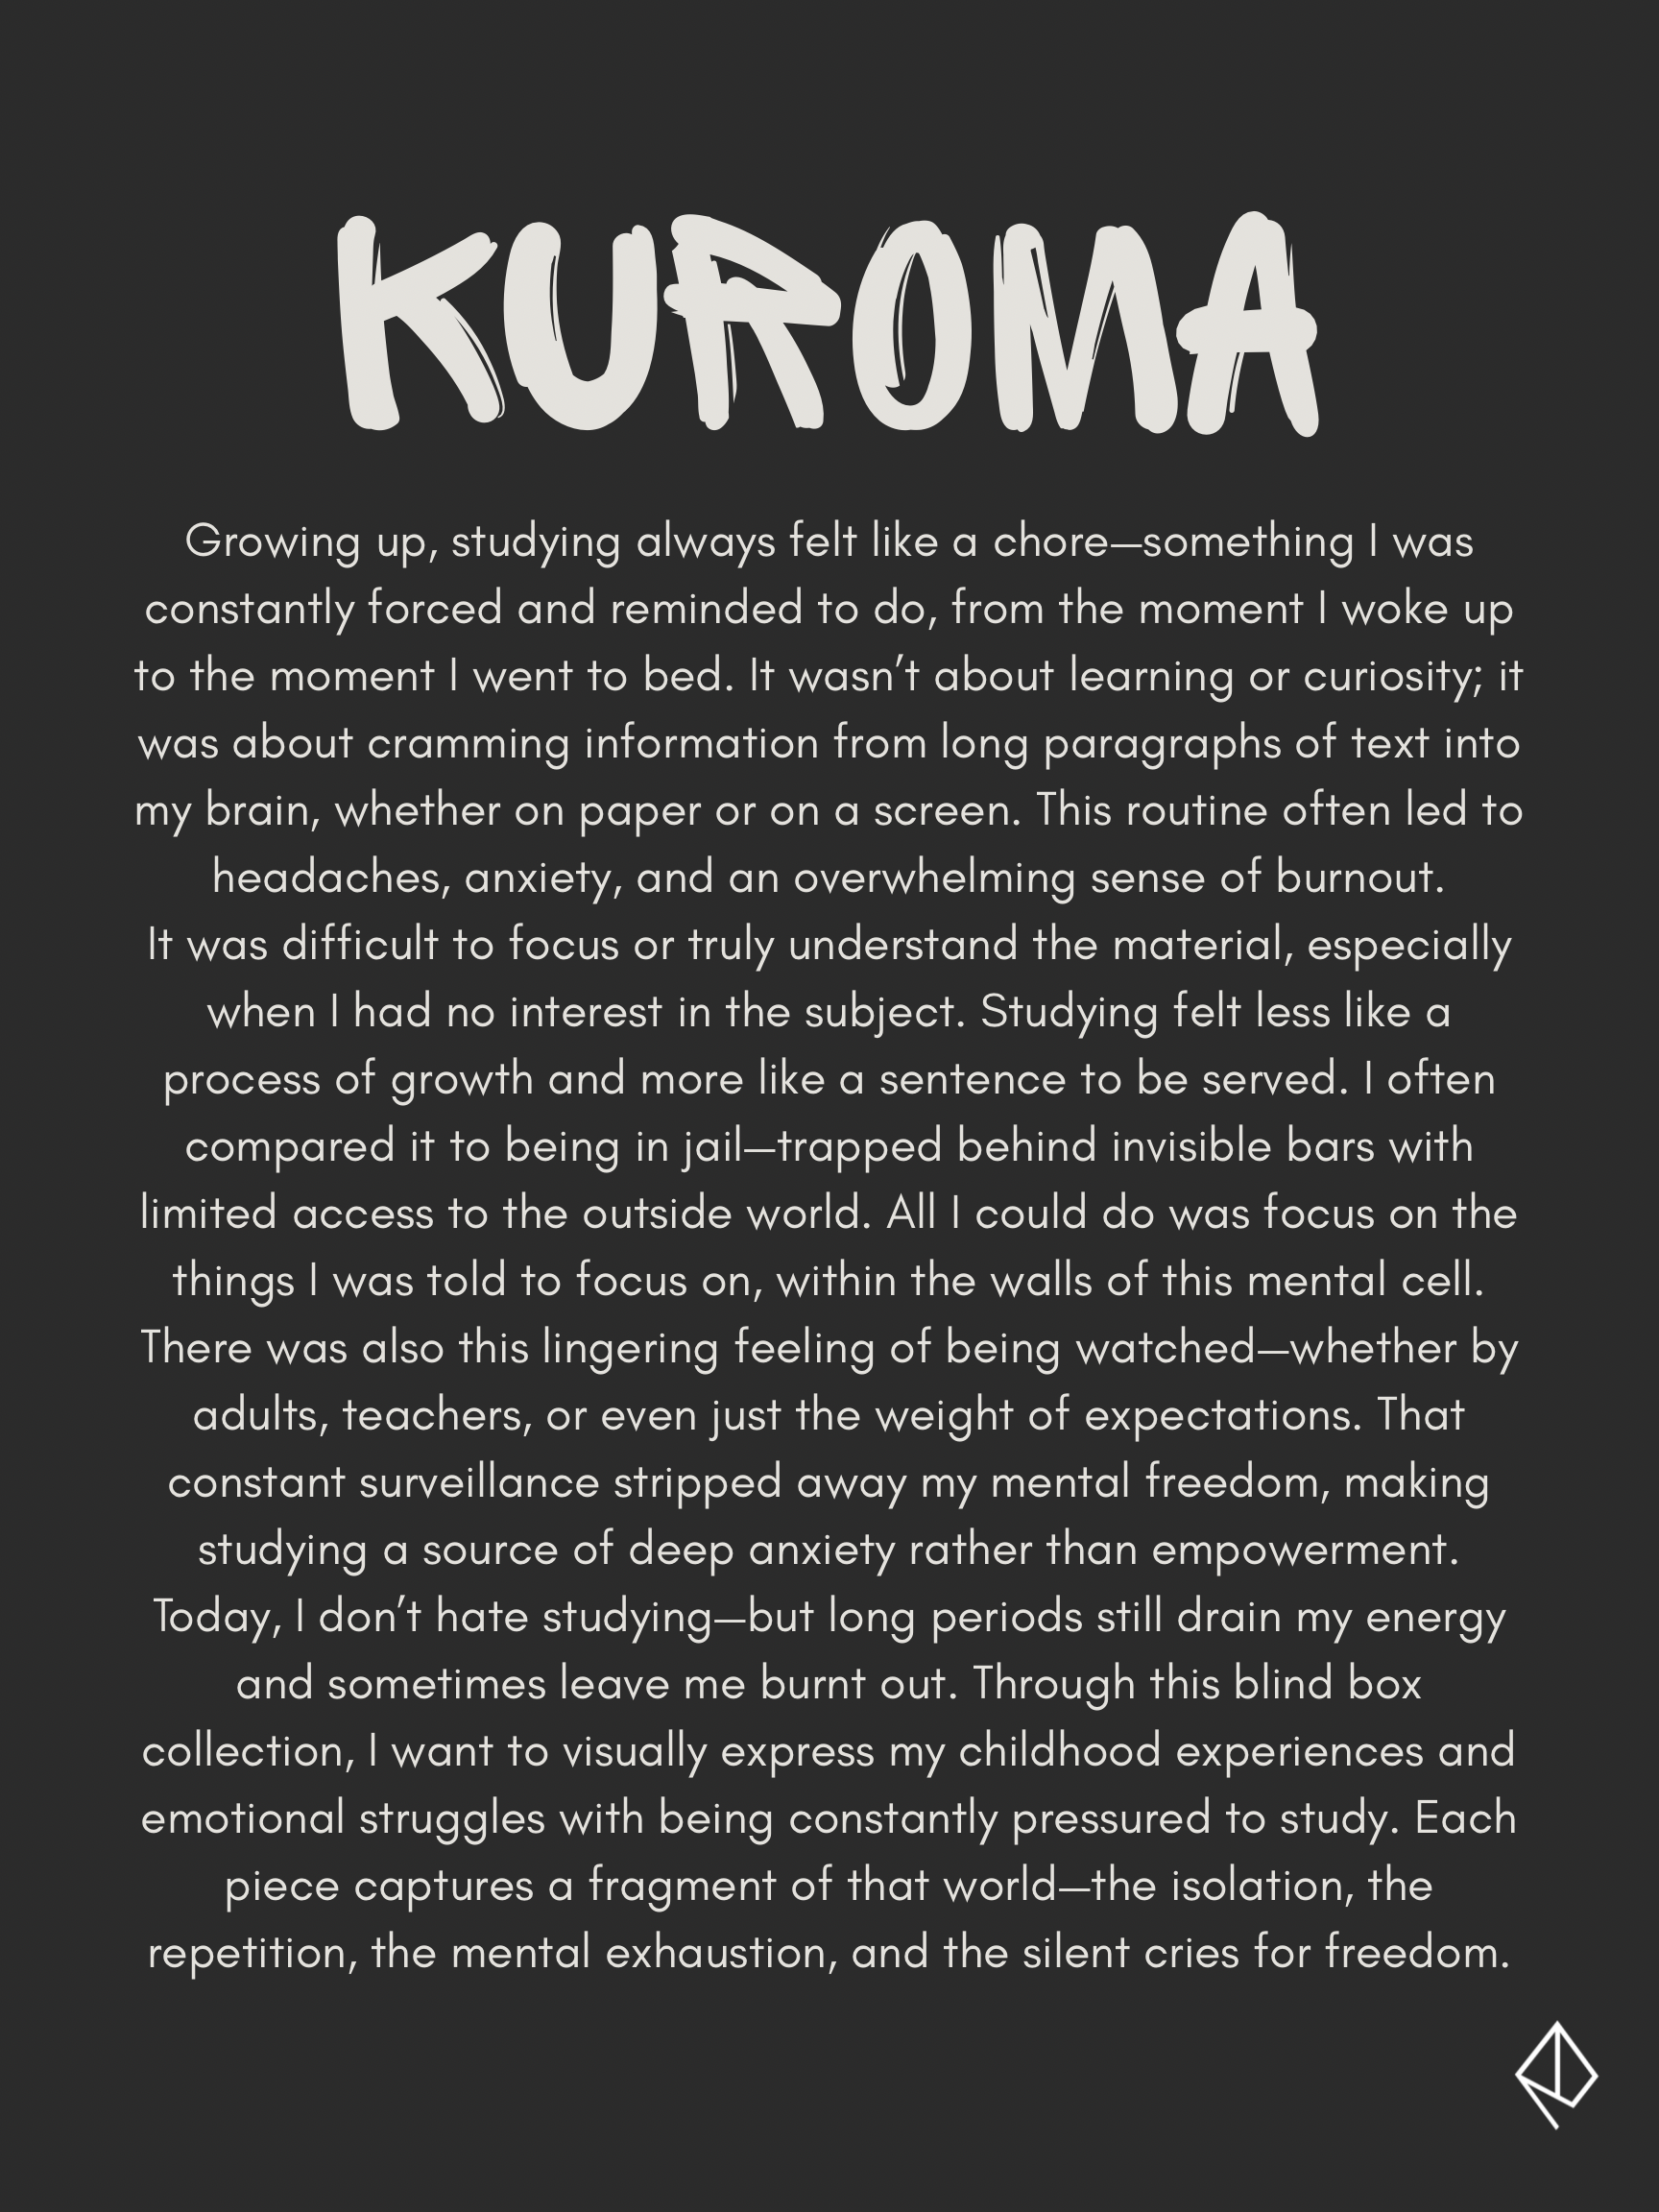 KUROMA
Growing up, studying always felt like a chore—something I was
constantly forced and reminded to do, from the moment I woke up
to the moment I went to bed. It wasn’t about learning or curiosity; it
was about cramming information from long paragraphs of text into
my brain, whether on paper or on a screen. This routine often led to
headaches, anxiety, and an overwhelming sense of burnout.
It was difficult to focus or truly understand the material, especially
when I had no interest in the subject. Studying felt less like a
process of growth and more like a sentence to be served. I often
compared it to being in jail—trapped behind invisible bars with
limited access to the outside world. All I could do was focus on the
things I was told to focus on, within the walls of this mental cell.
There was also this lingering feeling of being watched—whether by
adults, teachers, or even just the weight of expectations. That
constant surveillance stripped away my mental freedom, making
studying a source of deep anxiety rather than empowerment.
Today, I don’t hate studying—but long periods still drain my energy
and sometimes leave me burnt out. Through this blind box
collection, I want to visually express my childhood experiences and
emotional struggles with being constantly pressured to study. Each
piece captures a fragment of that world—the isolation, the
repetition, the mental exhaustion, and the silent cries for freedom.